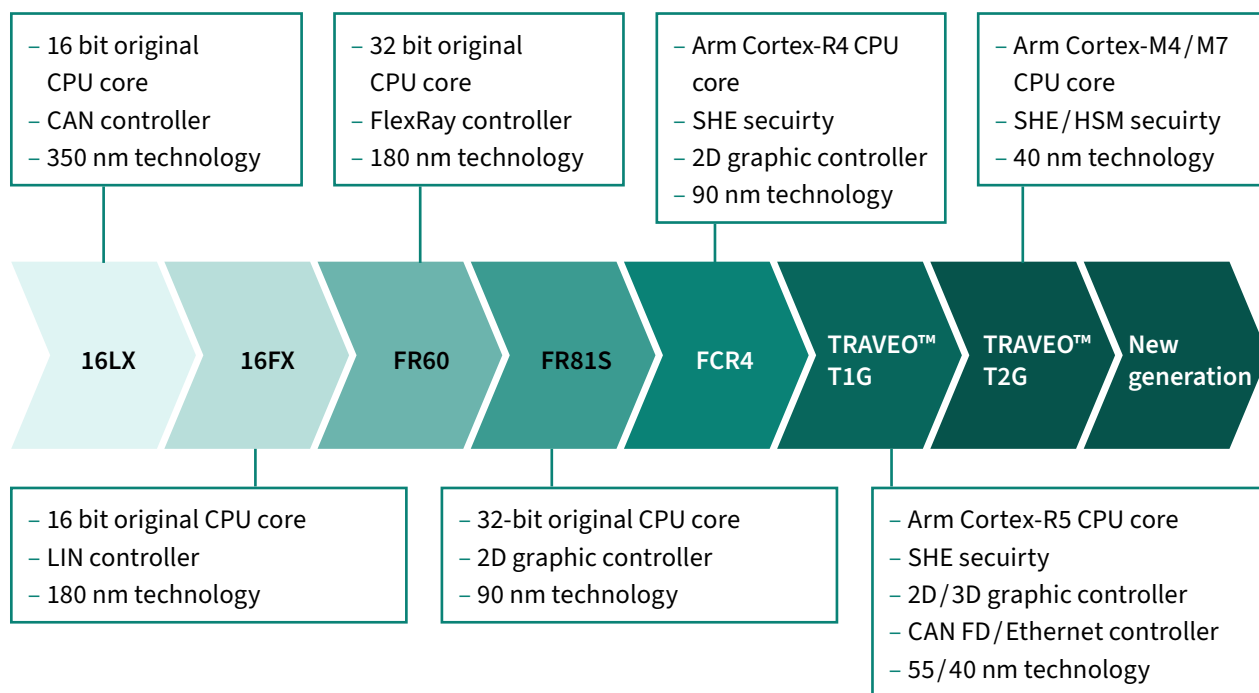 – 16 bit original
CPU core
– CAN controller
– 350 nm technology
– 32 bit original
CPU core
– FlexRay controller
– 180 nm technology
– Arm Cortex-R4 CPU
core
– SHE secuirty
– 2D graphic controller
– 90 nm technology
– Arm Cortex-M4/M7
CPU core
– SHE/HSM secuirty
– 40 nm technology
16LX
16FX
FR60
FR81S
FCR4
TRAVEO™
T1G
TRAVEO™
T2G
New
generation
– 16 bit original CPU core
– LIN controller
– 180 nm technology
– 32-bit original CPU core
– 2D graphic controller
– 90 nm technology
– Arm Cortex-R5 CPU core
– SHE secuirty
– 2D/3D graphic controller
– CAN FD/Ethernet controller
– 55/40 nm technology